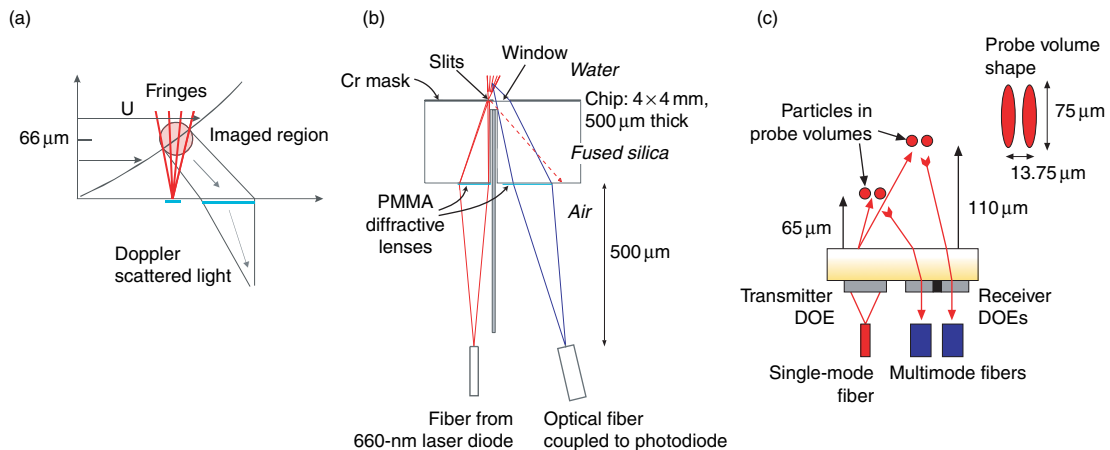 (a)
Fringes
U
66 μm
Imaged region
Doppler
scattered light
(b)
Slits
Window
Cr mask
Water
Chip: 4 × 4 mm,
500 μm thick
Fused silica
PMMA
diffractive
lenses
Air
500 μm
Fiber from
660-nm laser diode
Optical fiber
coupled to photodiode
(c)
Probe volume
shape
Particles in
probe volumes
75 μm
13.75 μm
65 μm
110 μm
Transmitter
DOE
Receiver
DOEs
Single-mode
fiber
Multimode fibers